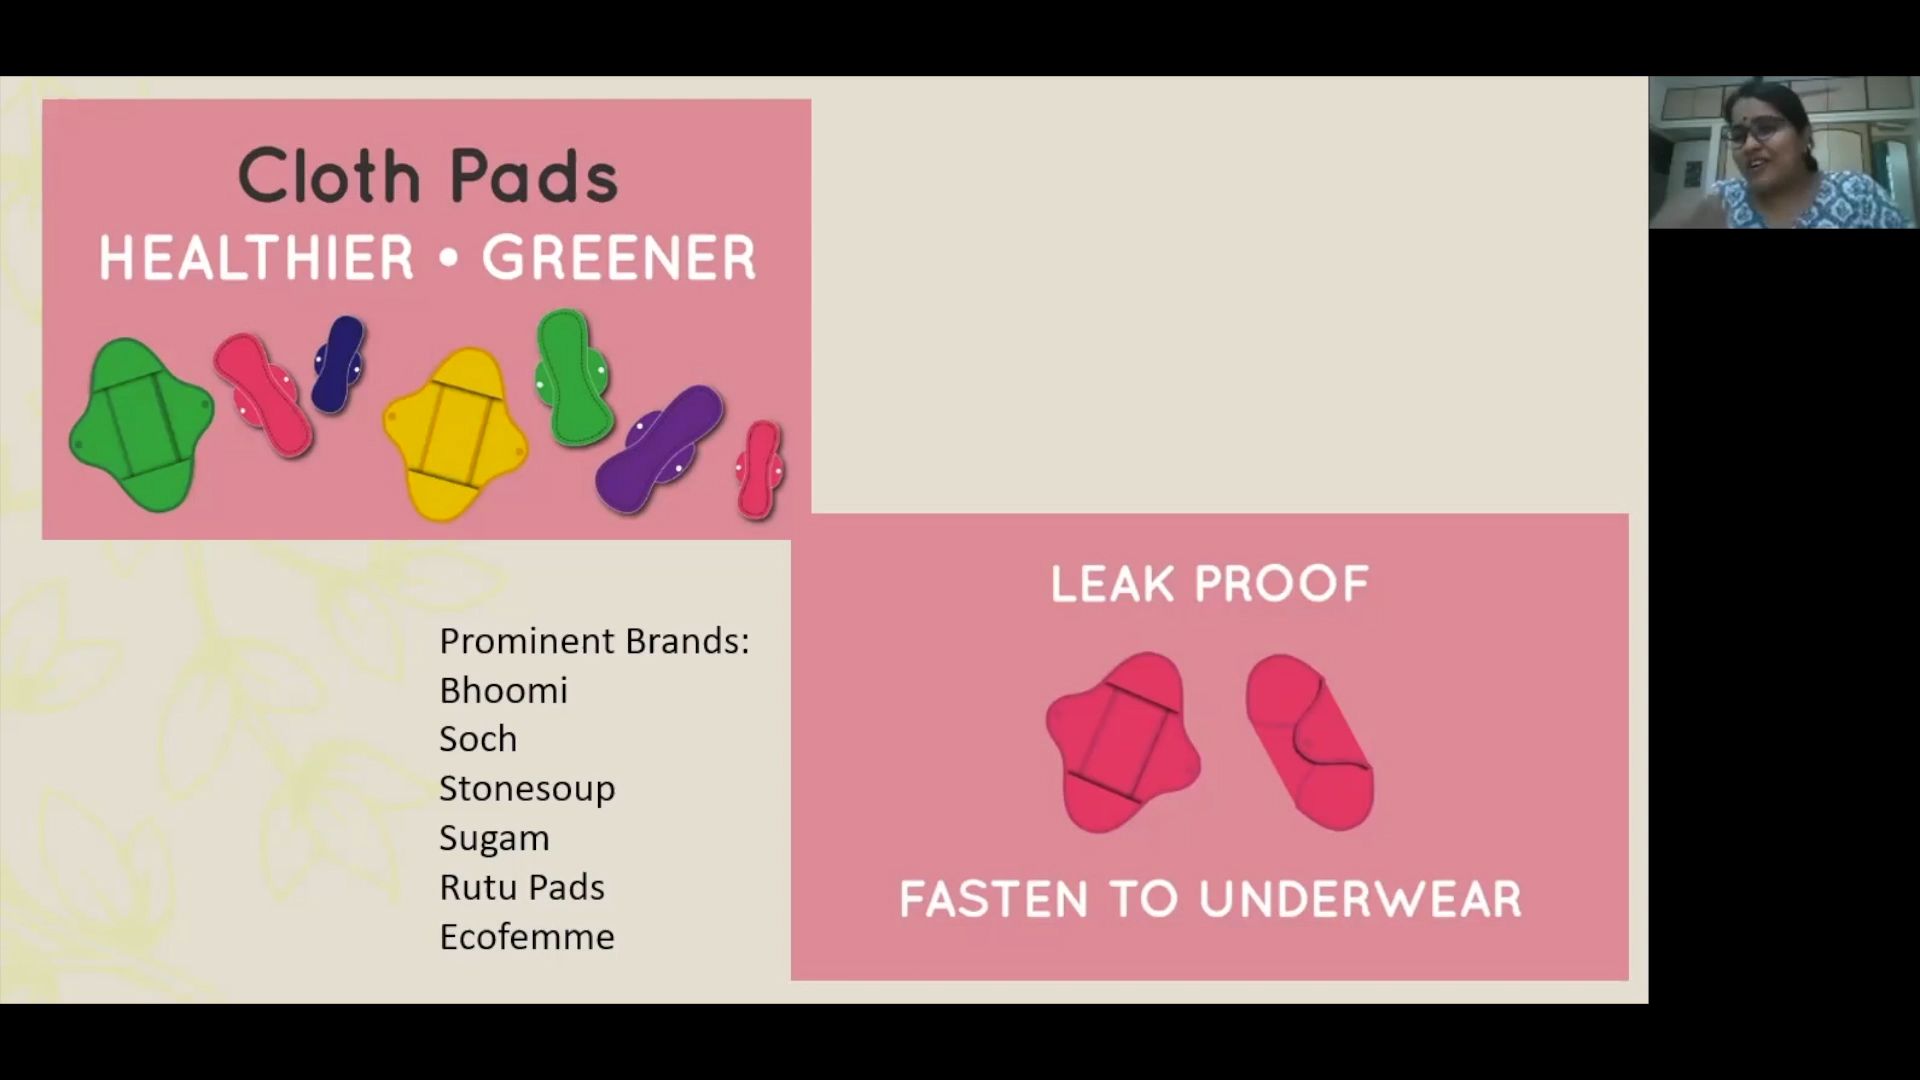 Cloth Pads
HEALTHIER • GREENER
Prominent Brands:
Bhoomi
Soch
Stonesoup
Sugam
Rutu Pads
Ecofemme
LEAK PROOF
FASTEN TO UNDERWEAR